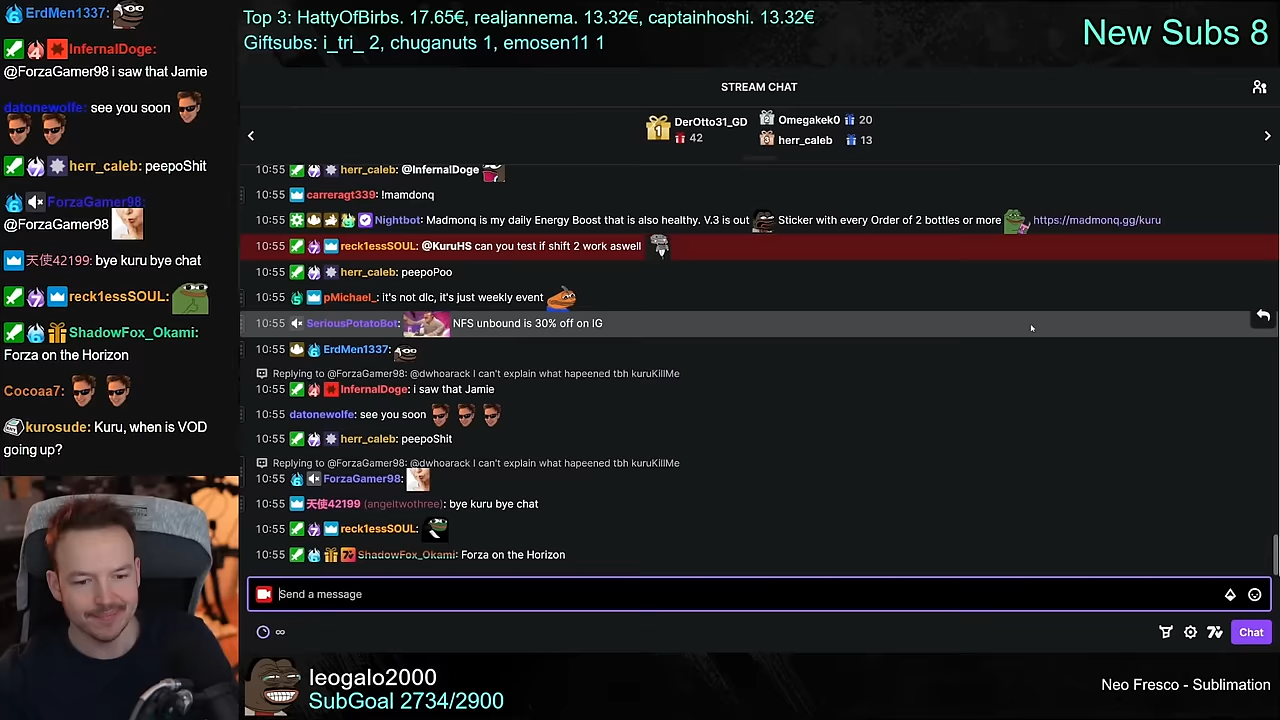 ErdMen1337:
InfernalDoge:
@ForzaGamer98 i saw that Jamie
datonewolfe: see you soon
herr_caleb: peepoShit
ForzaGamer98:
@ForzaGamer98
天使42199: bye kuru bye chat
reck1essSOUL:
ShadowFox_Okami:
Forza on the Horizon
Cocoaa7:
kurosude: Kuru, when is VOD
going up?
Top 3: HattyOfBirbs. 17.65€, realjannema. 13.32€, captainhoshi. 13.32€
Giftsubs: i_tri_ 2, chuganuts 1, emosen11 1
New Subs 8
STREAM CHAT
1 DerOtto31_GD 42
2 Omegakek0 20
3 herr_caleb 13
10:55 herr_caleb: @InfernalDoge
10:55 carreragt339: !mamdonq
10:55 Nightbot: Madmonq is my daily Energy Boost that is also healthy. V.3 is out Sticker with every Order of 2 bottles or more https://madmonq.gg/kuru
10:55 reck1essSOUL: @KuruHS can you test if shift 2 work aswell
10:55 herr_caleb: peepoPoo
10:55 pMichael_: it's not dlc, it's just weekly event
10:55 SeriousPotatoBot: NFS unbound is 30% off on IG
10:55 ErdMen1337:
Replying to @ForzaGamer98: @dwhoarack I can't explain what hapeened tbh kuruKillMe
10:55 InfernalDoge: i saw that Jamie
10:55 datonewolfe: see you soon
10:55 herr_caleb: peepoShit
Replying to @ForzaGamer98: @dwhoarack I can't explain what hapeened tbh kuruKillMe
10:55 ForzaGamer98:
10:55 天使42199 (angeltwothree): bye kuru bye chat
10:55 reck1essSOUL:
10:55 ShadowFox_Okami: Forza on the Horizon
Send a message
∞
Chat
leogalo2000
SubGoal 2734/2900
Neo Fresco - Sublimation